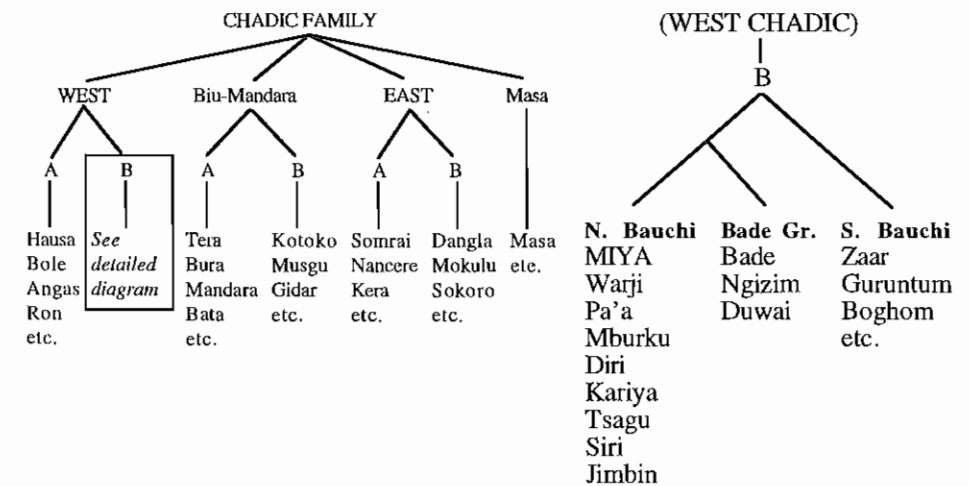 CHADIC FAMILY
WEST Biu-Mandara EAST Masa
A B A B A B
Hausa See Tera Kotoko Somrai Dangla Masa
Bole detailed Bura Musgu Nancere Mokulu etc.
Angas diagram Mandara Gidar Kera Sokoro
Ron Bata etc. etc. etc.
etc. etc.
(WEST CHADIC)
B
N. Bauchi Bade Gr. S. Bauchi
MIYA Bade Zaar
Warji Ngizim Guruntum
Pa'a Duwai Boghom
Mburku etc.
Diri
Kariya
Tsagu
Siri
Jimbin